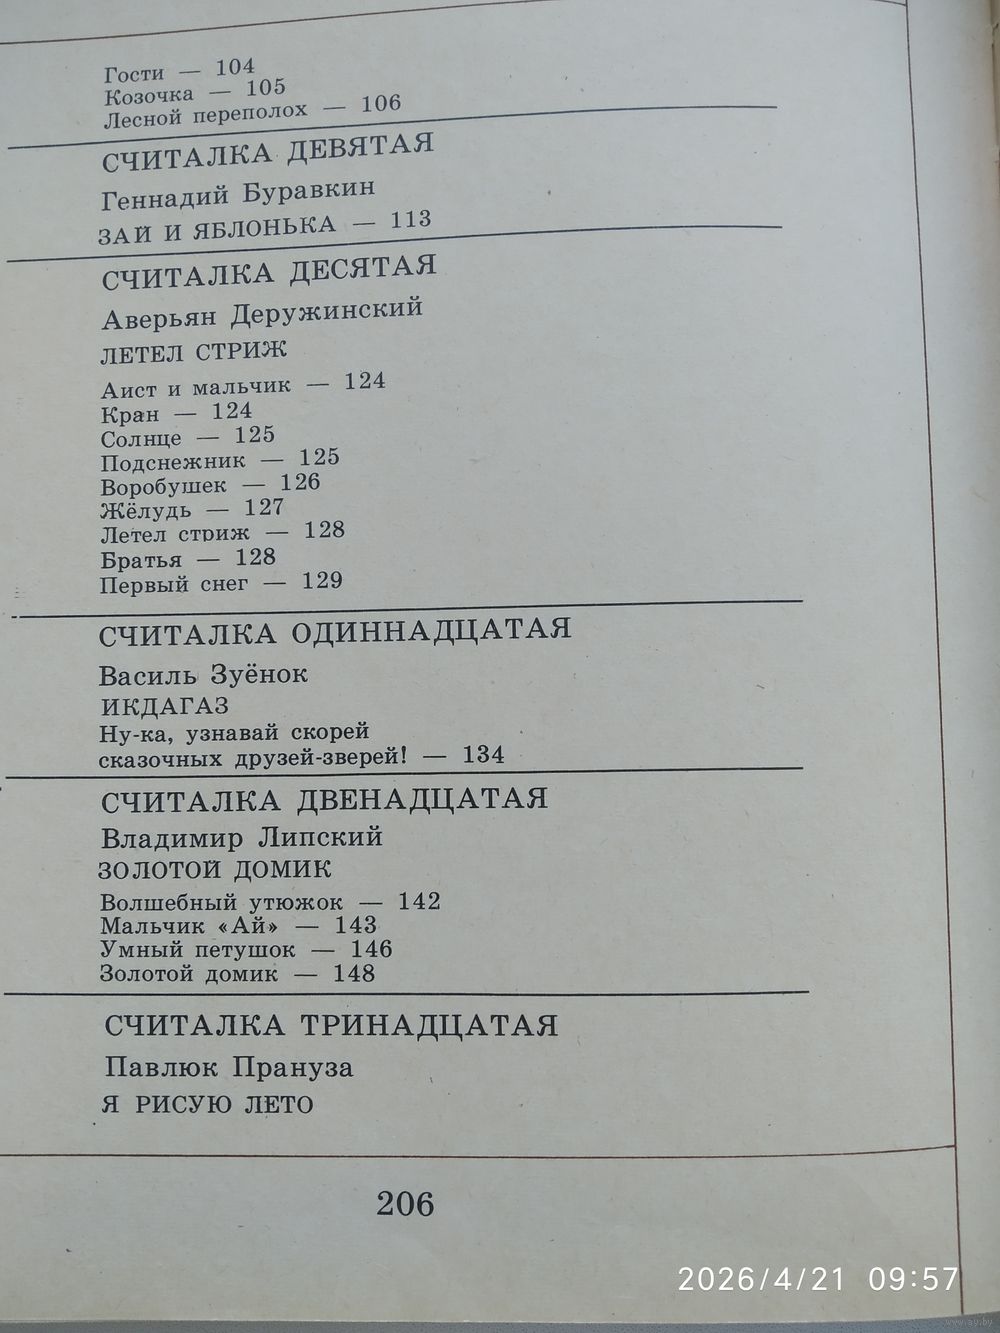 Гости — 104
Козочка — 105
Лесной переполох — 106
СЧИТАЛКА ДЕВЯТАЯ
Геннадий Буравкин
ЗАЙ И ЯБЛОНЬКА — 113
СЧИТАЛКА ДЕСЯТАЯ
Аверьян Деружинский
ЛЕТЕЛ СТРИЖ
Аист и мальчик — 124
Кран — 124
Солнце — 125
Подснежник — 125
Воробушек — 126
Жёлудь — 127
Летел стриж — 128
Братья — 128
Первый снег — 129
СЧИТАЛКА ОДИННАДЦАТАЯ
Василь Зуёнок
ИКДАГАЗ
Ну-ка, узнавай скорей
сказочных друзей-зверей! — 134
СЧИТАЛКА ДВЕНАДЦАТАЯ
Владимир Липский
ЗОЛОТОЙ ДОМИК
Волшебный утюжок — 142
Мальчик «Ай» — 143
Умный петушок — 146
Золотой домик — 148
СЧИТАЛКА ТРИНАДЦАТАЯ
Павлюк Прануза
Я РИСУЮ ЛЕТО
206
2026/4/21 09:57
www.ay.by